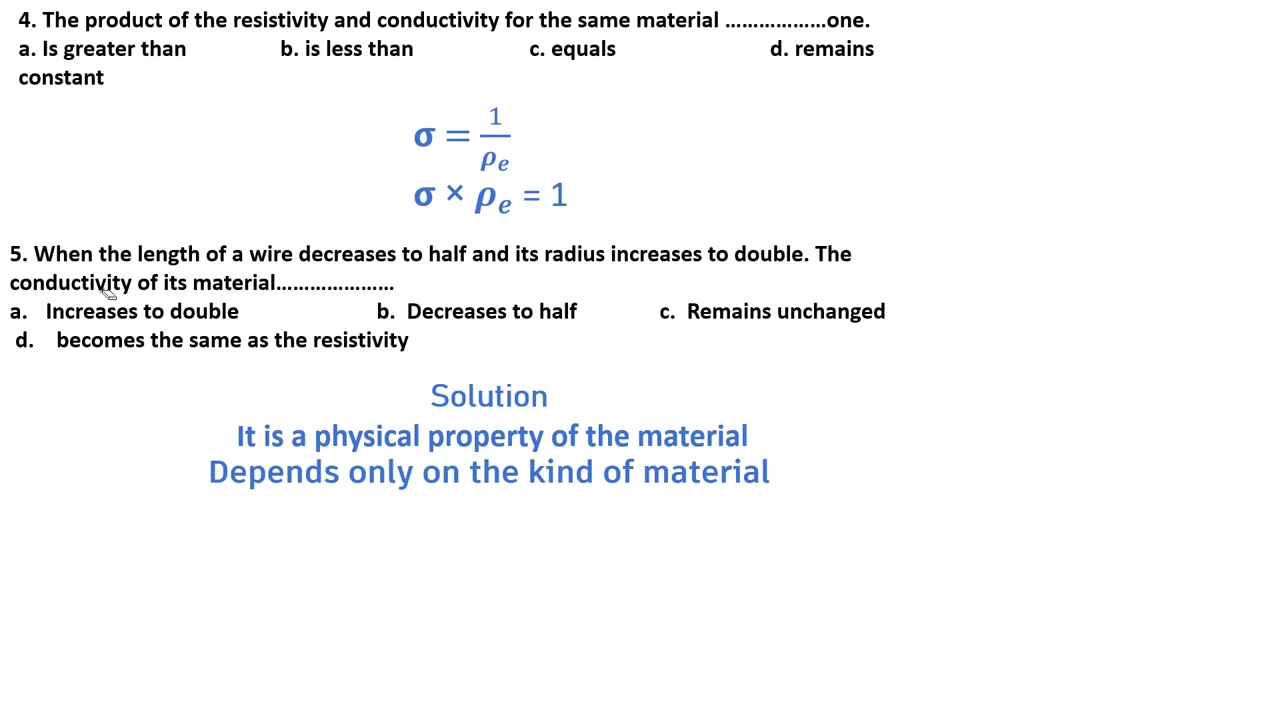 4. The product of the resistivity and conductivity for the same material ………………one.
a. Is greater than b. is less than c. equals d. remains
constant
σ = 1/ρₑ
σ × ρₑ = 1
5. When the length of a wire decreases to half and its radius increases to double. The
conductivity of its material…………………
a. Increases to double b. Decreases to half c. Remains unchanged
d. becomes the same as the resistivity
Solution
It is a physical property of the material
Depends only on the kind of material